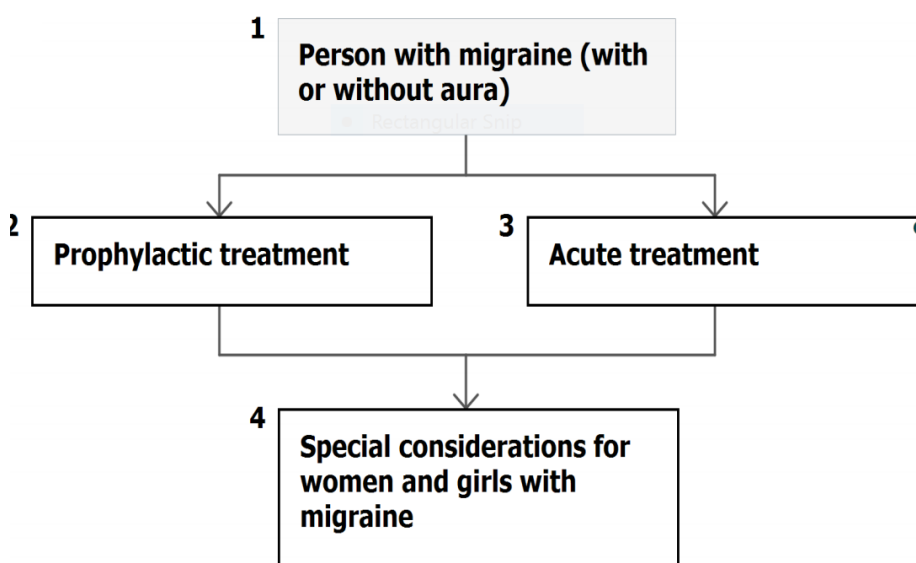 1
Person with migraine (with
or without aura)
Rectangular Snip
2
Prophylactic treatment
3
Acute treatment
4
Special considerations for
women and girls with
migraine